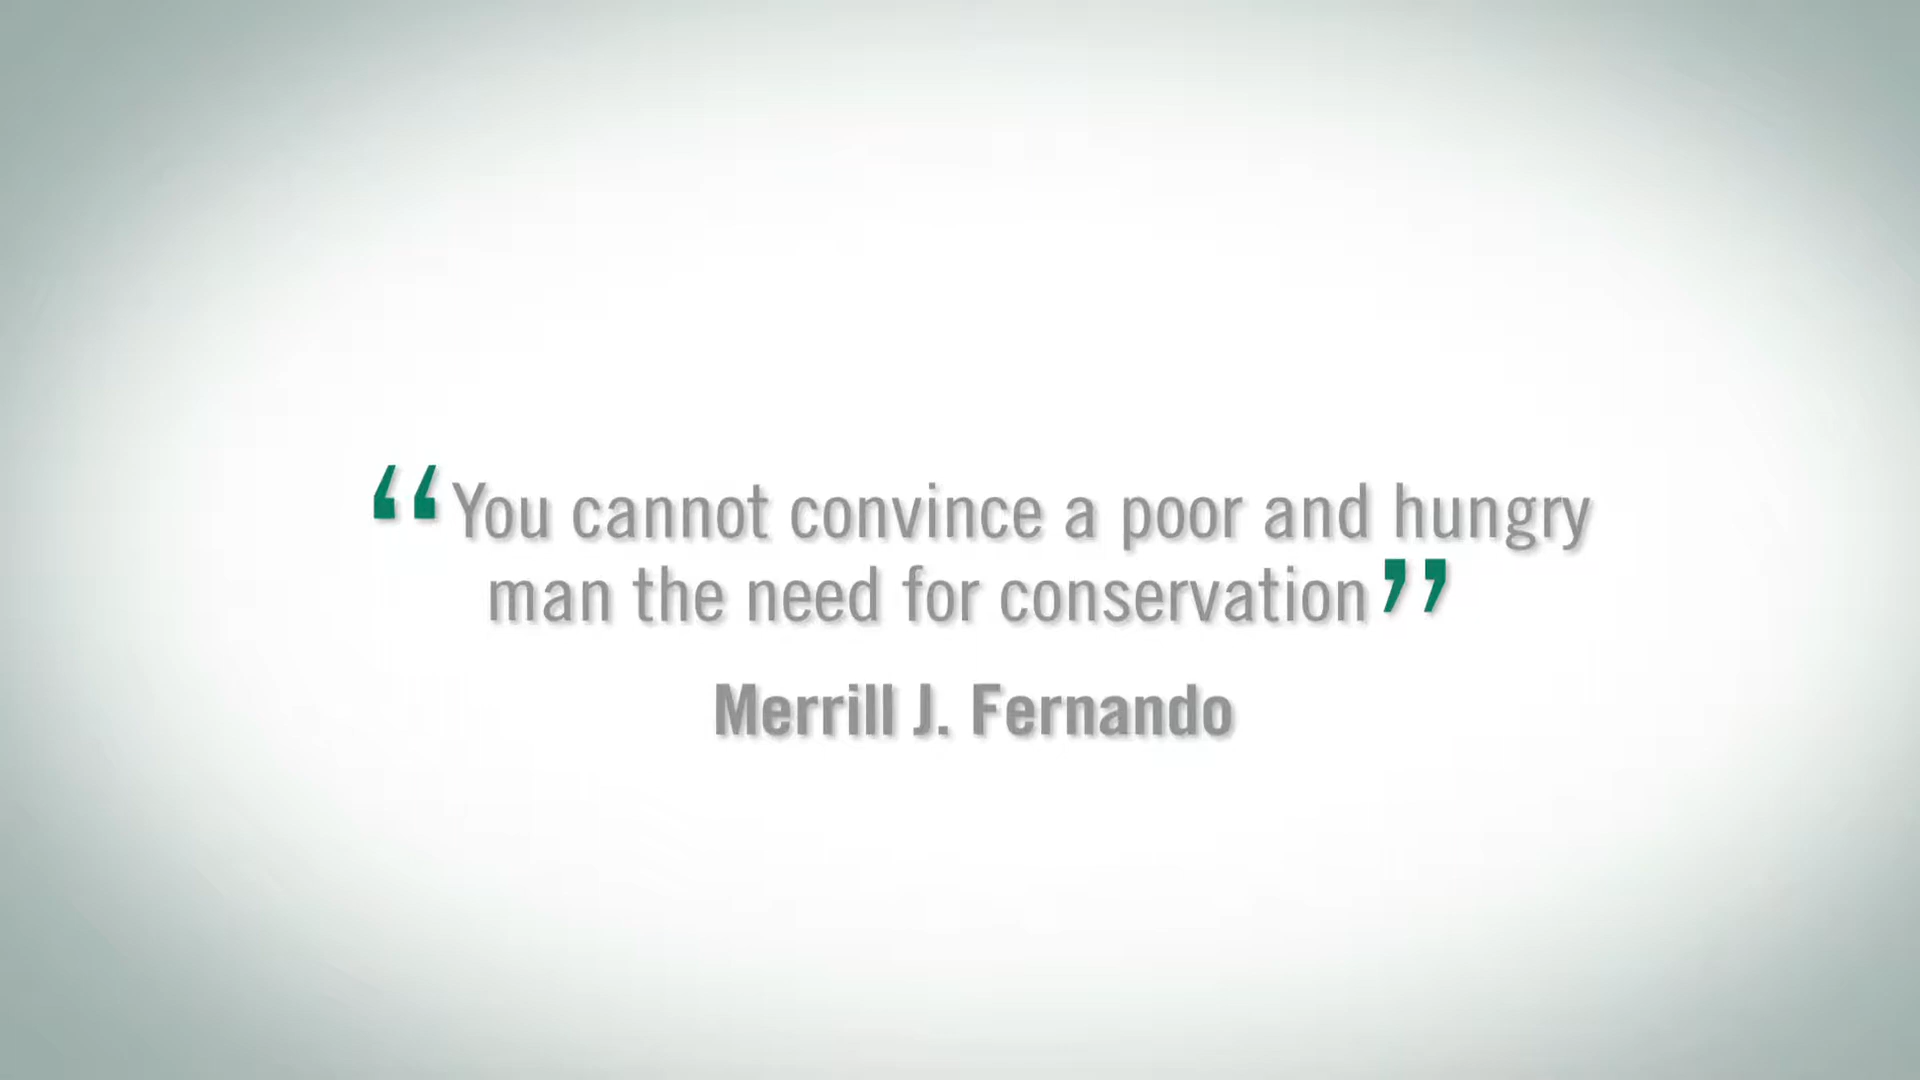 “You cannot convince a poor and hungry
man the need for conservation”
Merrill J. Fernando